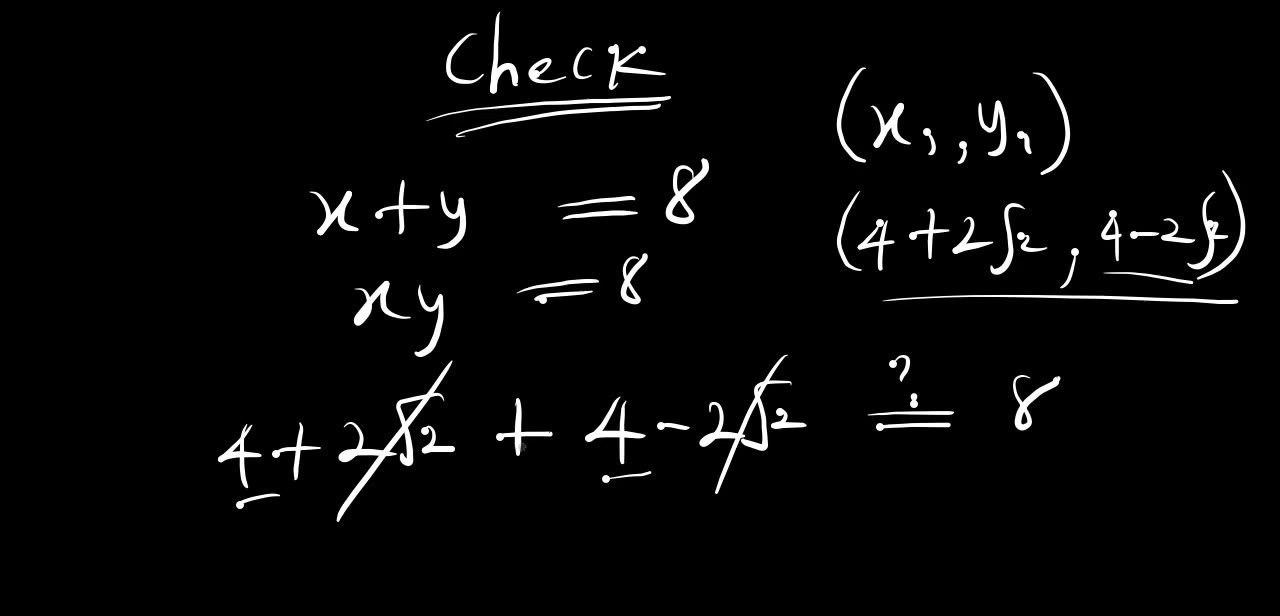 Check
(x₁, y₁)
x+y = 8
(4+2√2, 4-2√2)
xy = 8
4+2√2 + 4-2√2 ?= 8